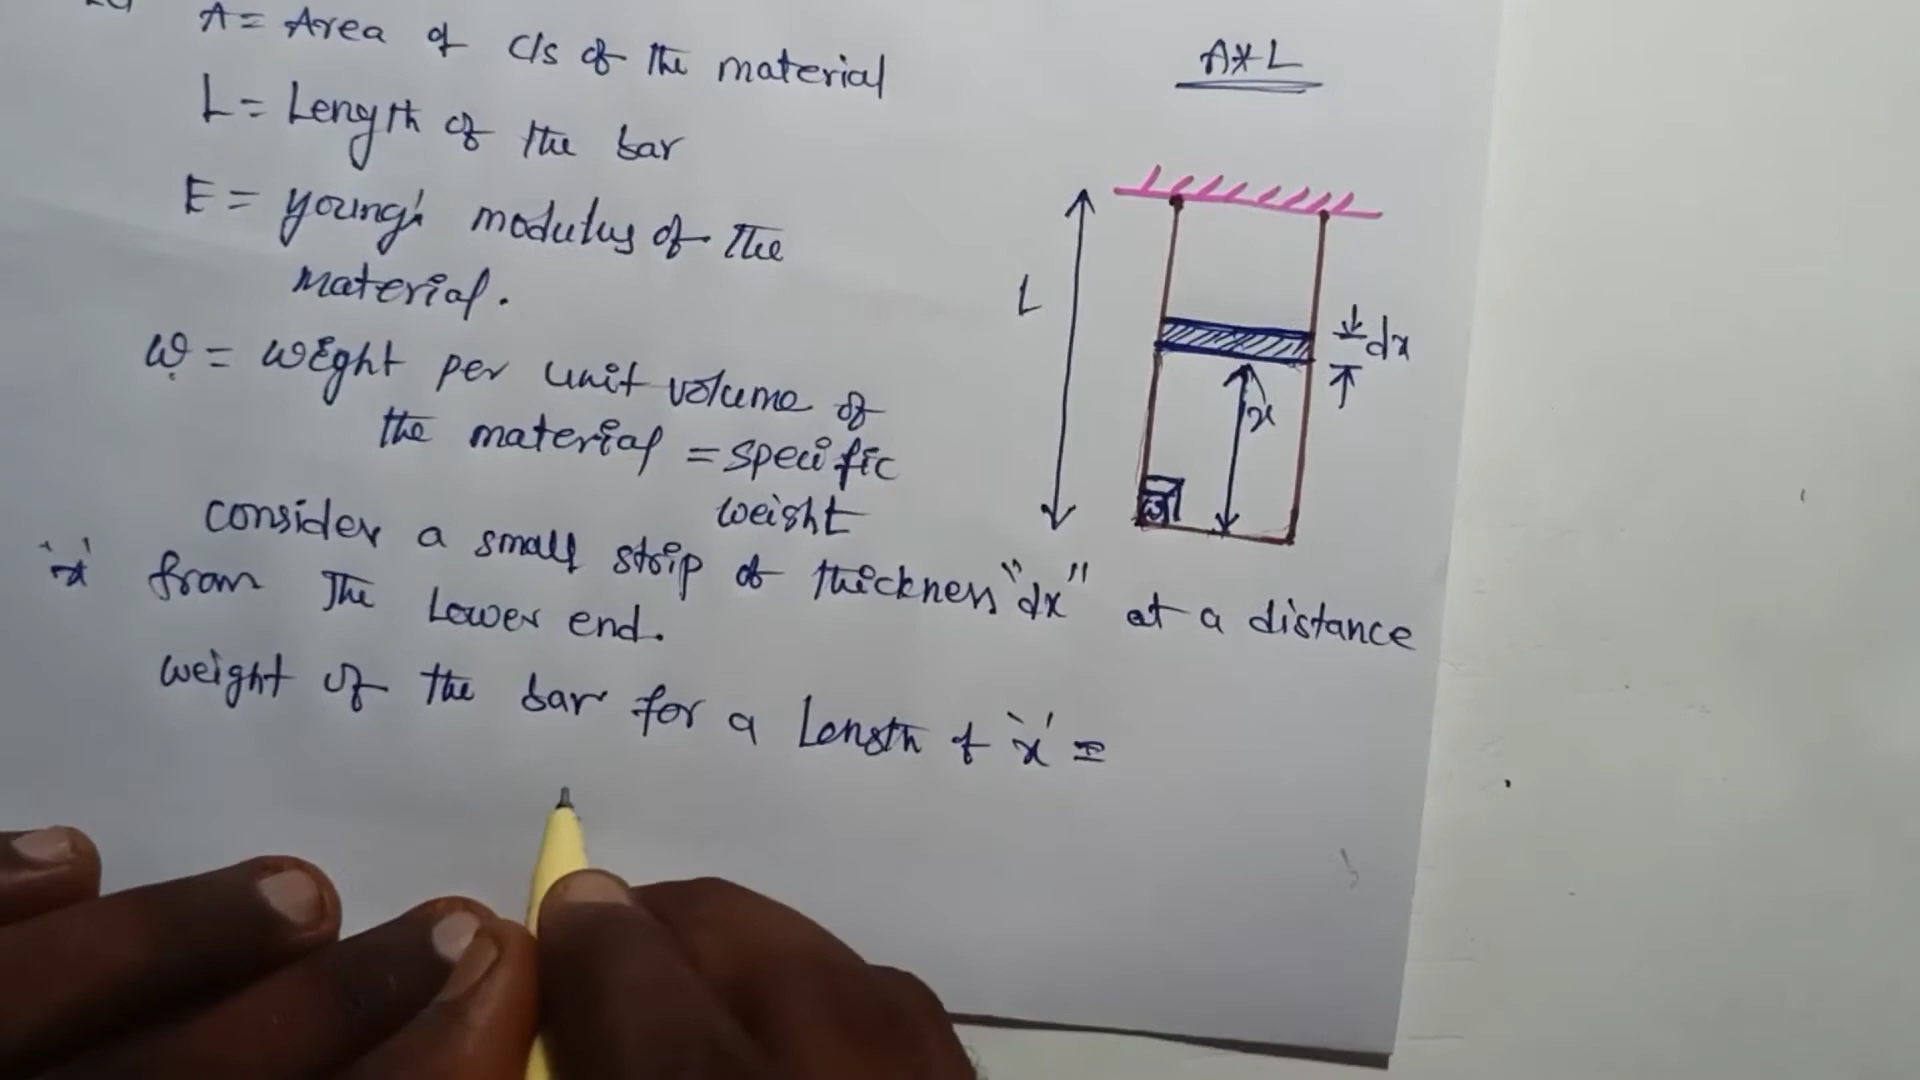 A = Area of C/s of the material
L = Length of the bar
E = young's modulus of the
material.
w = weight per unit volume of
the material = specific
weight
consider a small strip of thickness "dx" at a distance
'x' from The Lower end.
weight of the bar for a Length of 'x' =
A*L
L
dx
x
w